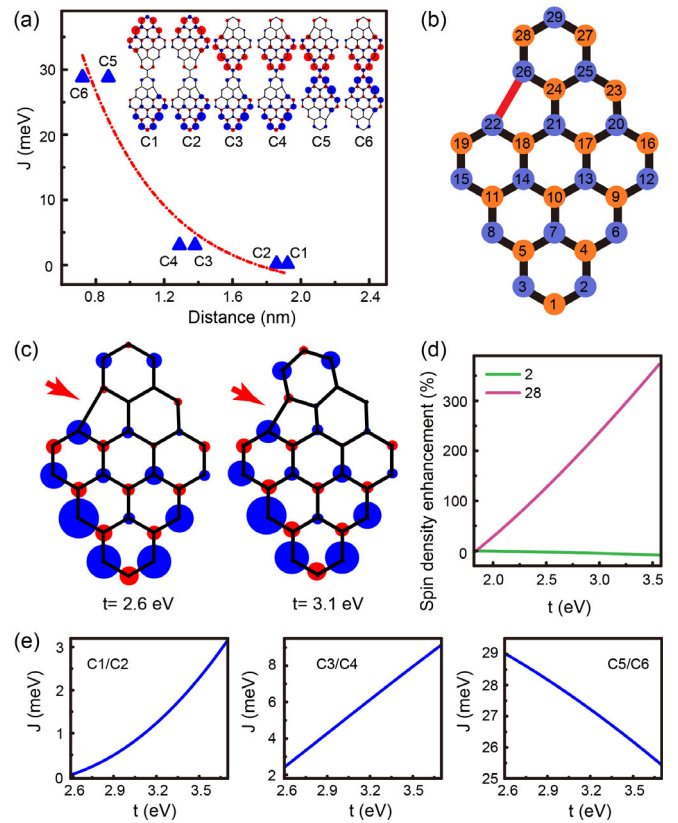 (a)
J (meV)
30
20
10
0
C5
C6
C1 C2 C3 C4 C5 C6
C4 C3
C2 C1
0.8 1.2 1.6 2.0 2.4
Distance (nm)
(b)
29
28 27
26 25
24 23
22 21 20
19 18 17 16
15 14 13 12
11 10 9
8 7 6
5 4
3 2
1
(c)
t= 2.6 eV t= 3.1 eV
(d)
Spin density enhancement (%)
2
28
300
200
100
0
2.0 2.5 3.0 3.5
t (eV)
(e)
C1/C2
J (meV)
3
2
1
0
2.6 2.9 3.2 3.5
t (eV)
C3/C4
J (meV)
8
6
4
2
2.6 2.9 3.2 3.5
t (eV)
C5/C6
J (meV)
29
28
27
26
25
2.6 2.9 3.2 3.5
t (eV)